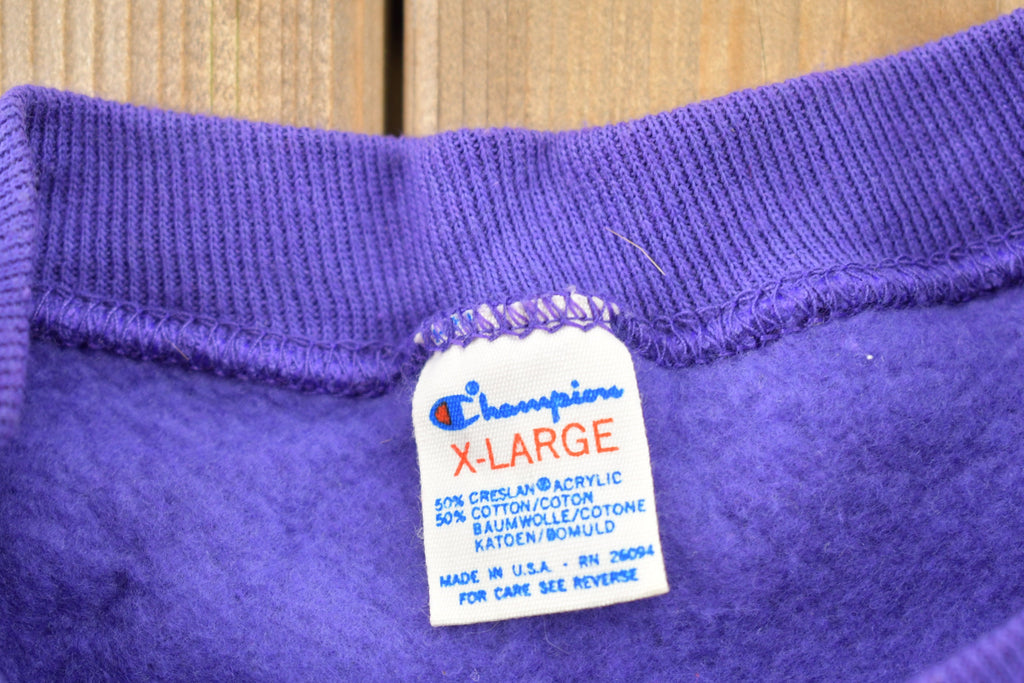 Champion
X-LARGE
50% CRESLAN® ACRYLIC
50% COTTON/COTON
BAUMWOLLE/COTONE
KATOEN/BOMULD
MADE IN U.S.A. - RN 26094
FOR CARE SEE REVERSE